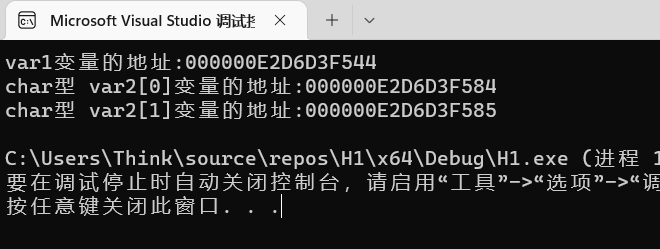 Microsoft Visual Studio 调试控
var1变量的地址:000000E2D6D3F544
char型 var2[0]变量的地址:000000E2D6D3F584
char型 var2[1]变量的地址:000000E2D6D3F585
C:\Users\Think\source\repos\H1\x64\Debug\H1.exe (进程 1
要在调试停止时自动关闭控制台，请启用“工具”->“选项”->“调
按任意键关闭此窗口. . .